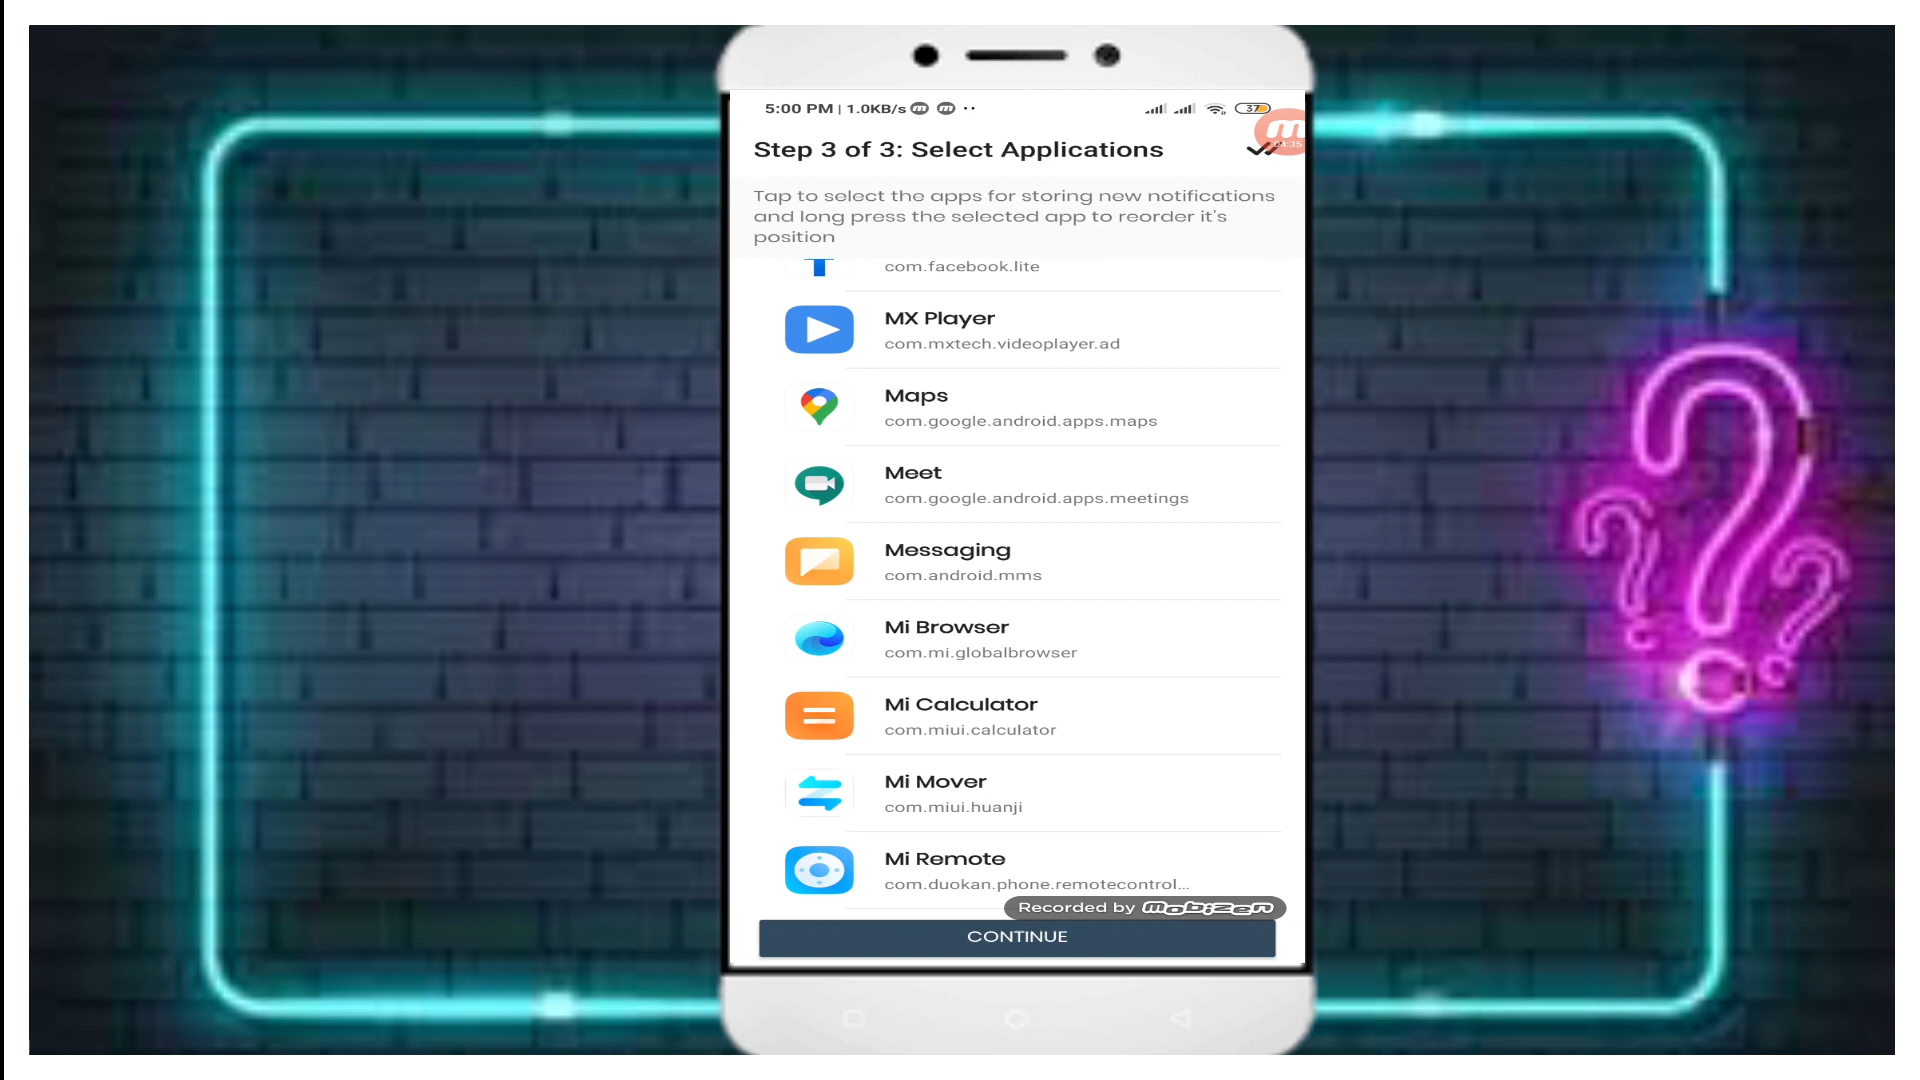 5:00 PM | 1.0KB/s
37
04:35
Step 3 of 3: Select Applications
Tap to select the apps for storing new notifications
and long press the selected app to reorder it's
position
com.facebook.lite
MX Player
com.mxtech.videoplayer.ad
Maps
com.google.android.apps.maps
Meet
com.google.android.apps.meetings
Messaging
com.android.mms
Mi Browser
com.mi.globalbrowser
Mi Calculator
com.miui.calculator
Mi Mover
com.miui.huanji
Mi Remote
com.duokan.phone.remotecontrol...
Recorded by mobizen
CONTINUE